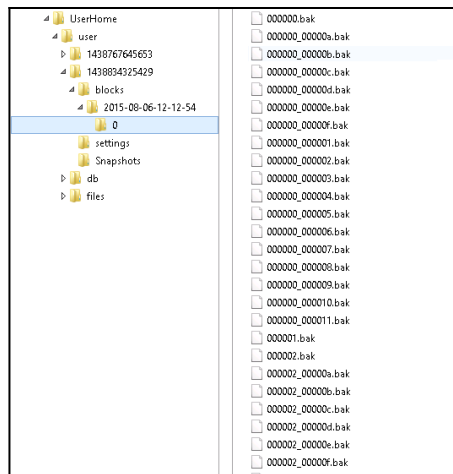 UserHome
user
1438767645653
1438834325429
blocks
2015-08-06-12-12-54
0
settings
Snapshots
db
files
000000.bak
000000_00000a.bak
000000_00000b.bak
000000_00000c.bak
000000_00000d.bak
000000_00000e.bak
000000_00000f.bak
000000_000001.bak
000000_000002.bak
000000_000003.bak
000000_000004.bak
000000_000005.bak
000000_000006.bak
000000_000007.bak
000000_000008.bak
000000_000009.bak
000000_000010.bak
000000_000011.bak
000001.bak
000002.bak
000002_00000a.bak
000002_00000b.bak
000002_00000c.bak
000002_00000d.bak
000002_00000e.bak
000002_00000f.bak